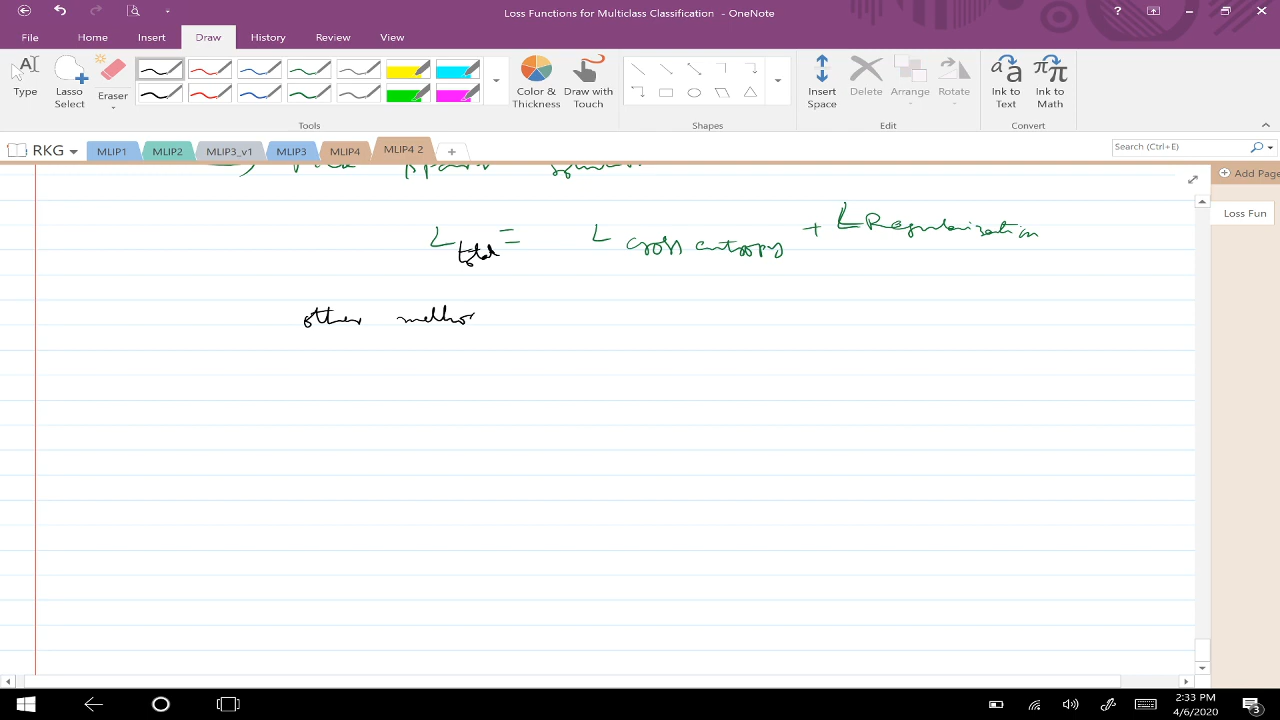 Loss Functions for Multiclass Classification - OneNote
File Home Insert Draw History Review View
Type Lasso Select Eraser Color & Thickness Draw with Touch Insert Space Delete Arrange Rotate Ink to Text Ink to Math
Tools Shapes Edit Convert
RKG MLIP1 MLIP2 MLIP3_v1 MLIP3 MLIP4 MLIP4 2 Search (Ctrl+E)
Add Page
Loss Fun
L total = L cross entropy + L Regularization
other metho
2:33 PM
4/6/2020
3